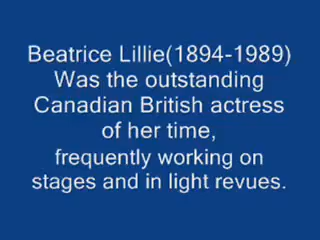 Beatrice Lillie(1894-1989)
Was the outstanding
Canadian British actress
of her time,
frequently working on
stages and in light revues.